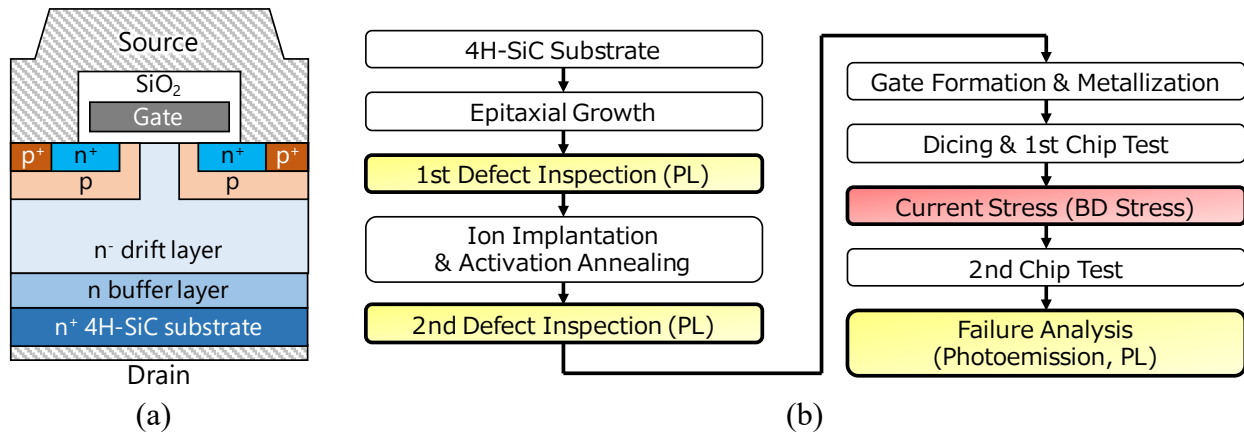 Source
SiO₂
Gate
p⁺ n⁺ n⁺ p⁺
p p
n⁻ drift layer
n buffer layer
n⁺ 4H-SiC substrate
Drain
(a)
4H-SiC Substrate
Epitaxial Growth
1st Defect Inspection (PL)
Ion Implantation
& Activation Annealing
2nd Defect Inspection (PL)
Gate Formation & Metallization
Dicing & 1st Chip Test
Current Stress (BD Stress)
2nd Chip Test
Failure Analysis
(Photoemission, PL)
(b)